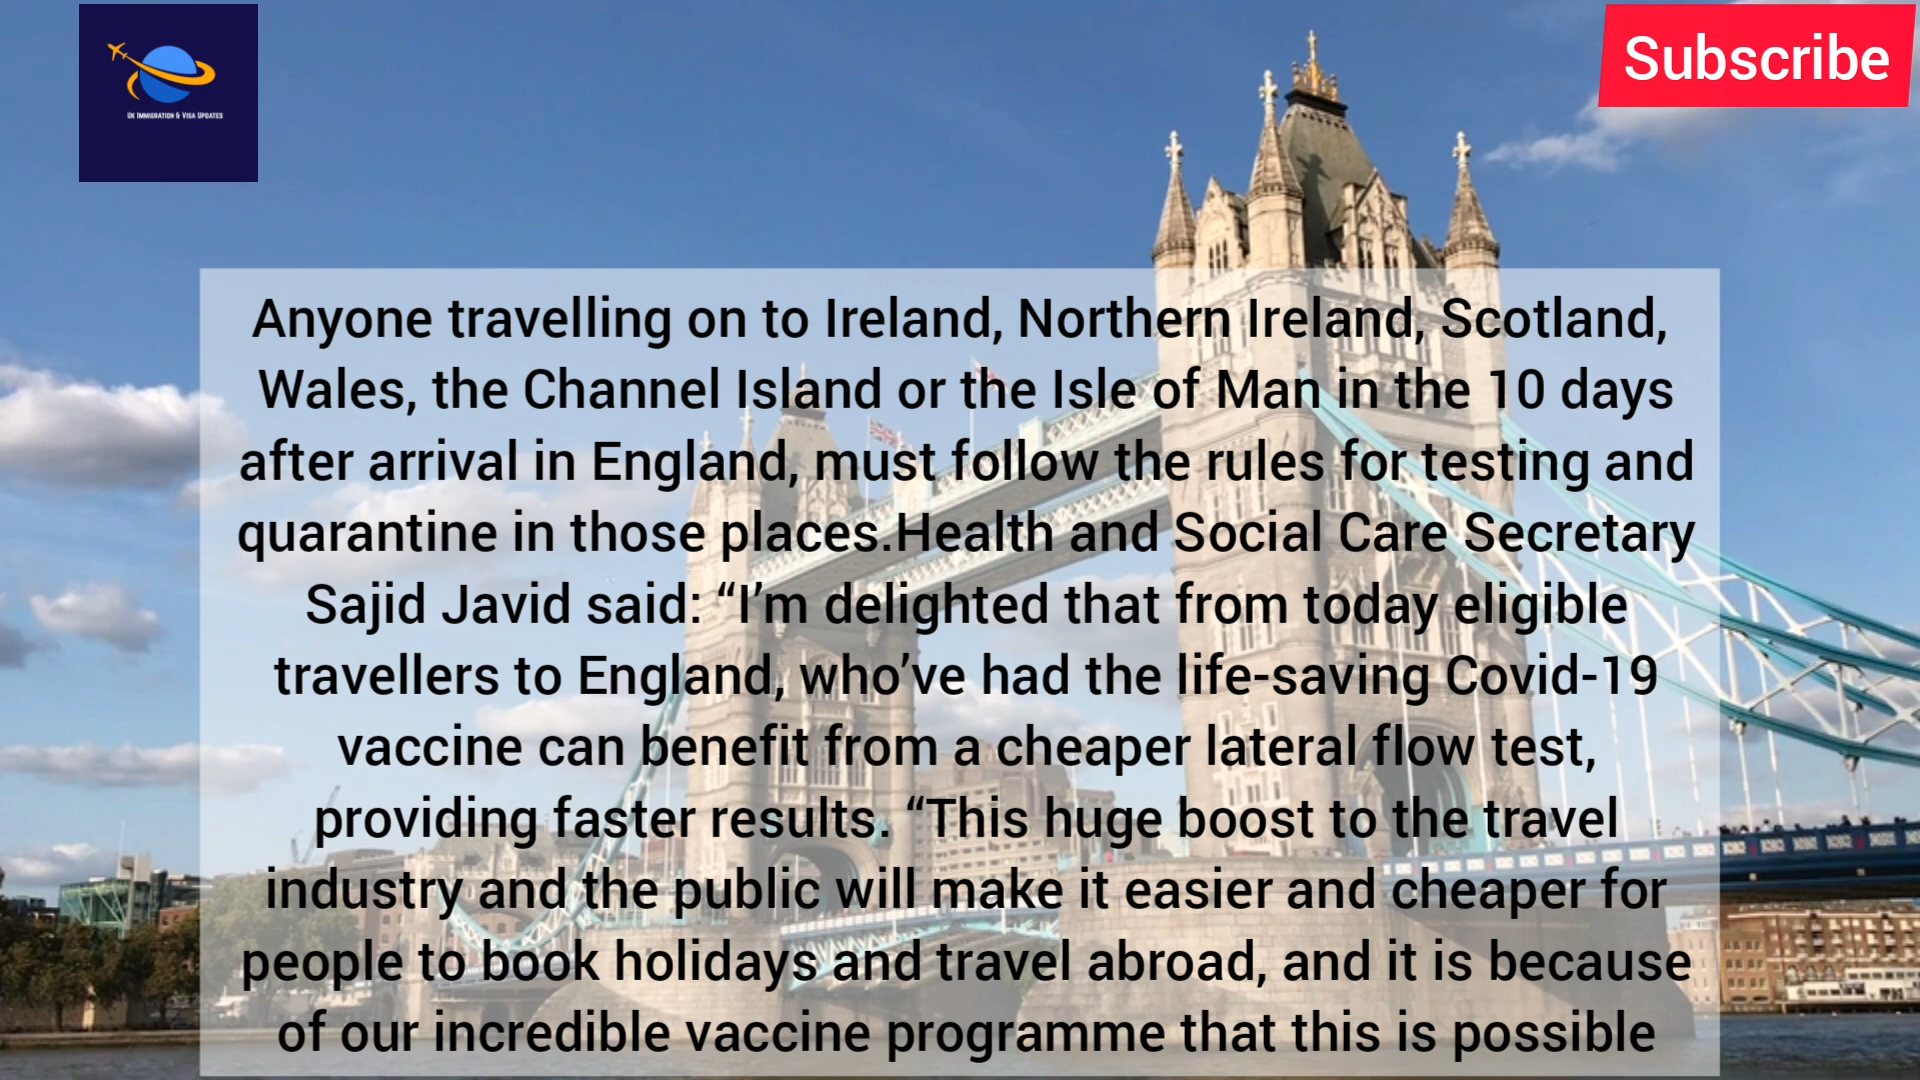 UK Immigration & Visa Updates
Subscribe
Anyone travelling on to Ireland, Northern Ireland, Scotland,
Wales, the Channel Island or the Isle of Man in the 10 days
after arrival in England, must follow the rules for testing and
quarantine in those places.Health and Social Care Secretary
Sajid Javid said: “I’m delighted that from today eligible
travellers to England, who’ve had the life-saving Covid-19
vaccine can benefit from a cheaper lateral flow test,
providing faster results. “This huge boost to the travel
industry and the public will make it easier and cheaper for
people to book holidays and travel abroad, and it is because
of our incredible vaccine programme that this is possible